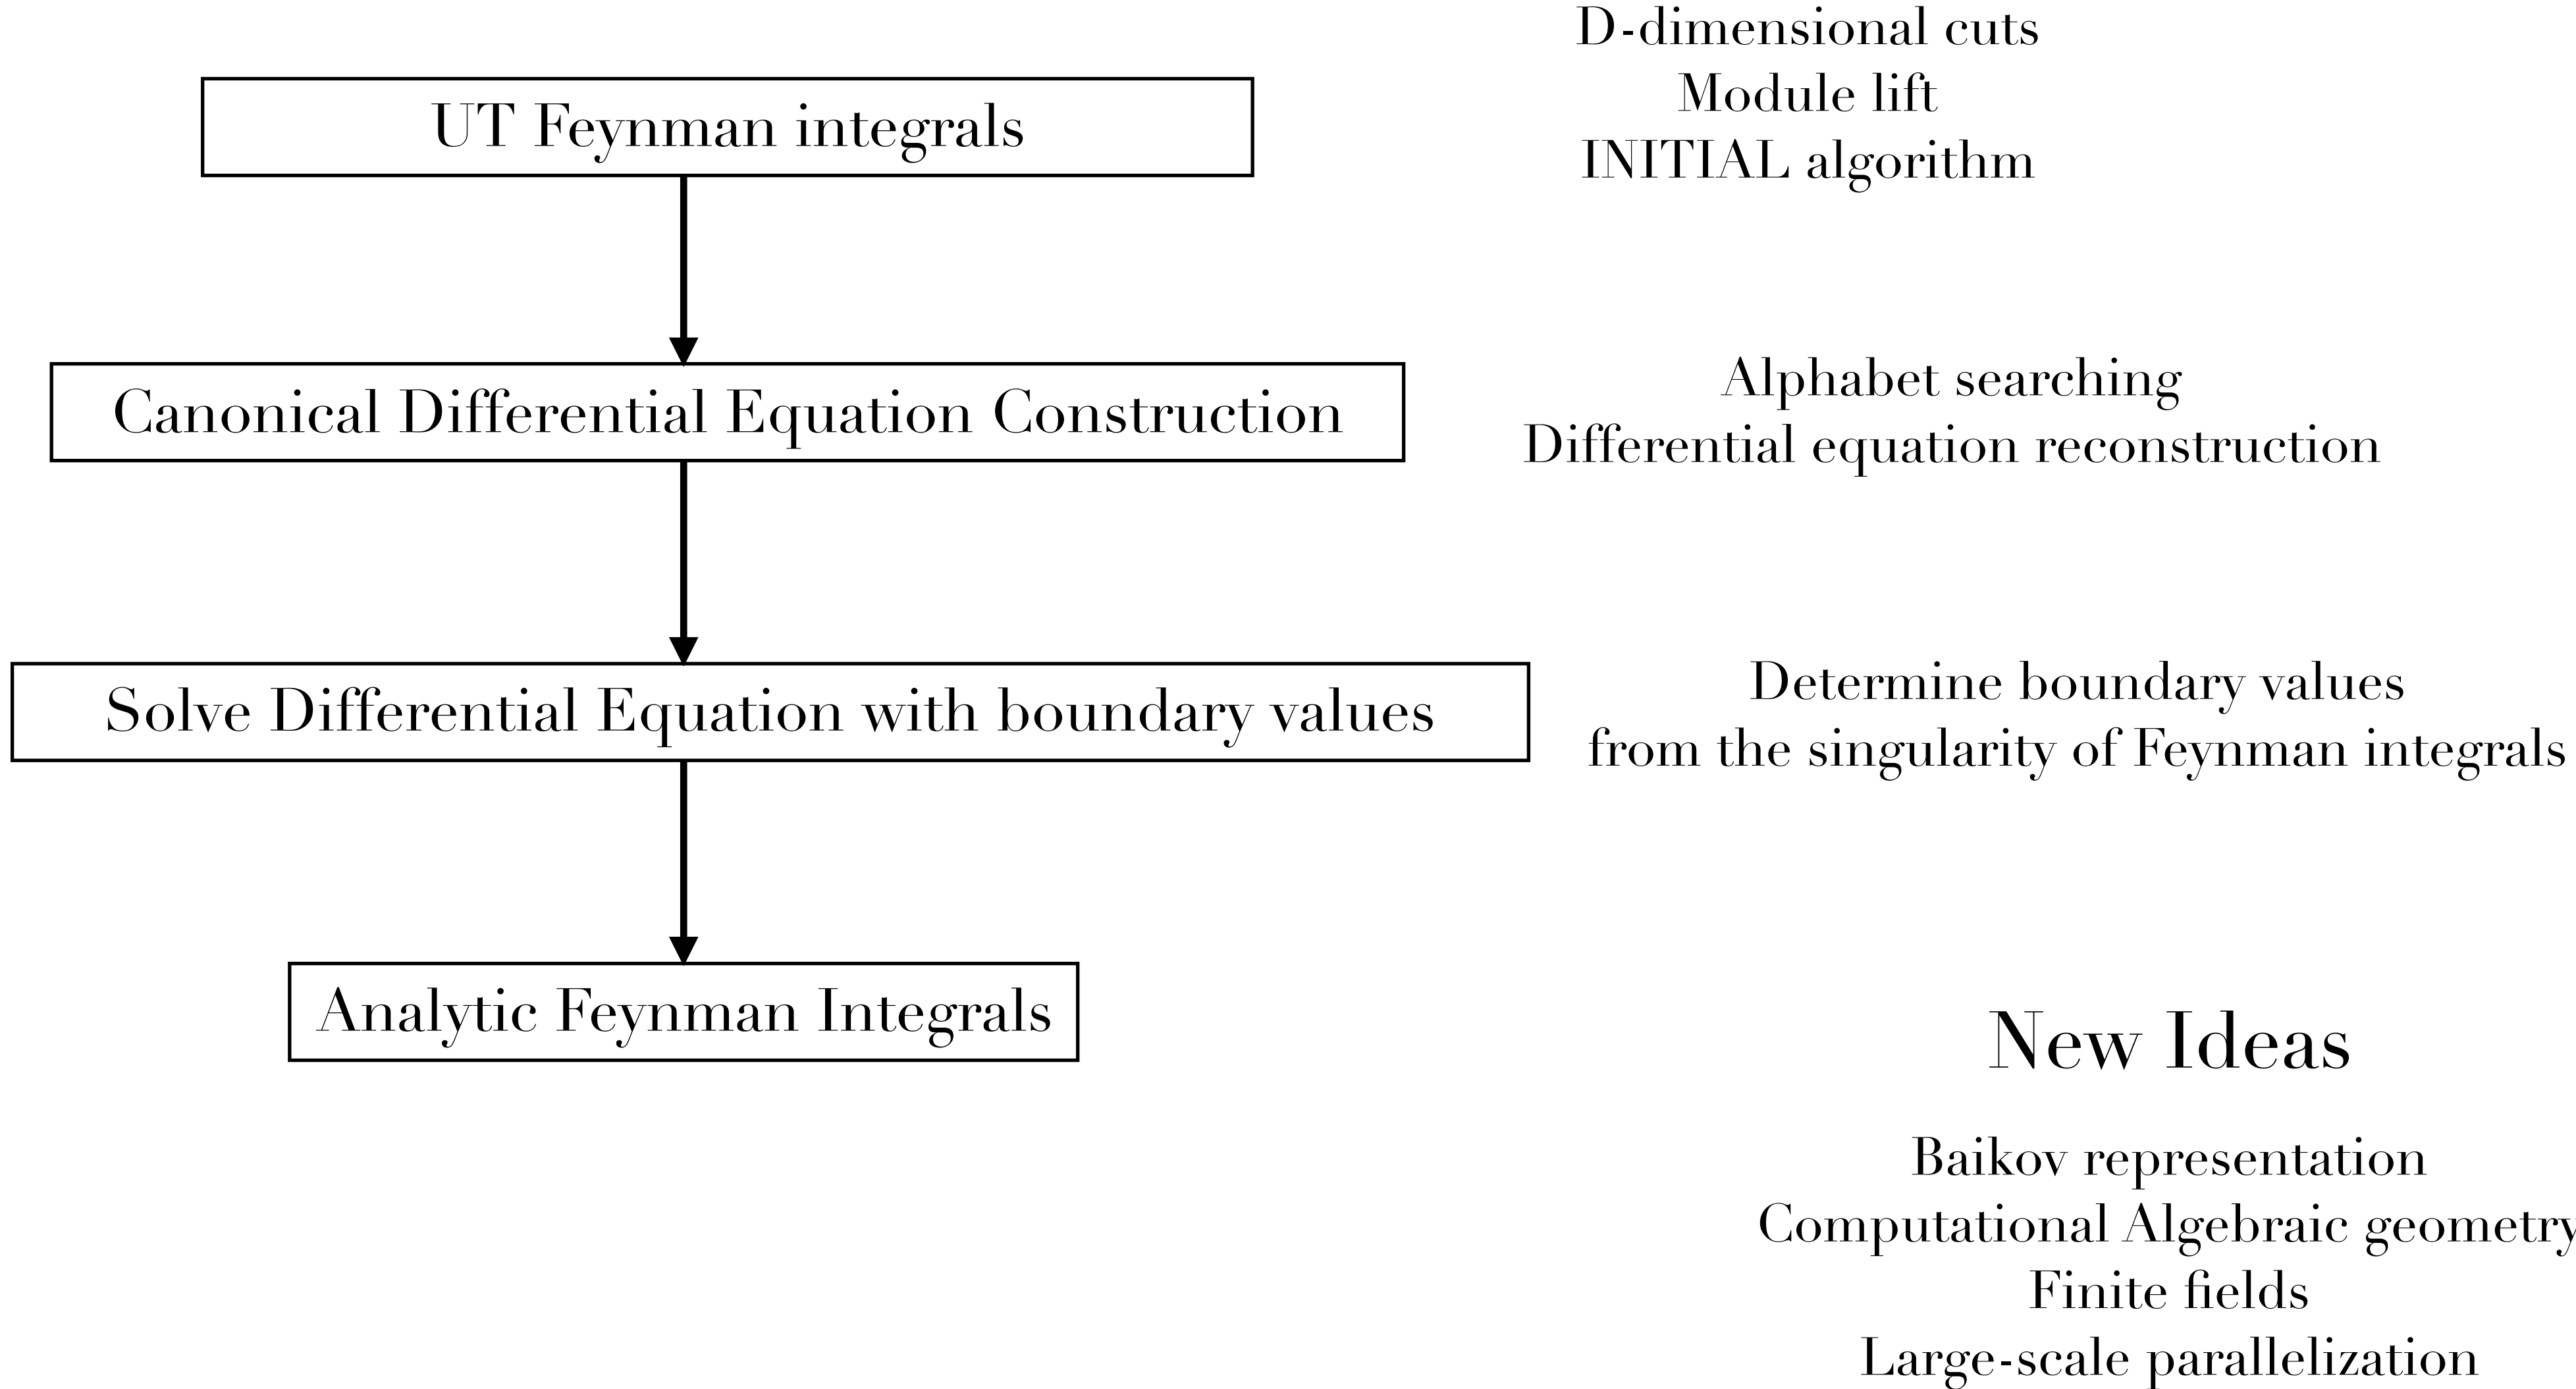 D-dimensional cuts
Module lift
INITIAL algorithm
UT Feynman integrals
Canonical Differential Equation Construction
Alphabet searching
Differential equation reconstruction
Solve Differential Equation with boundary values
Determine boundary values
from the singularity of Feynman integrals
Analytic Feynman Integrals
New Ideas
Baikov representation
Computational Algebraic geometry
Finite fields
Large-scale parallelization